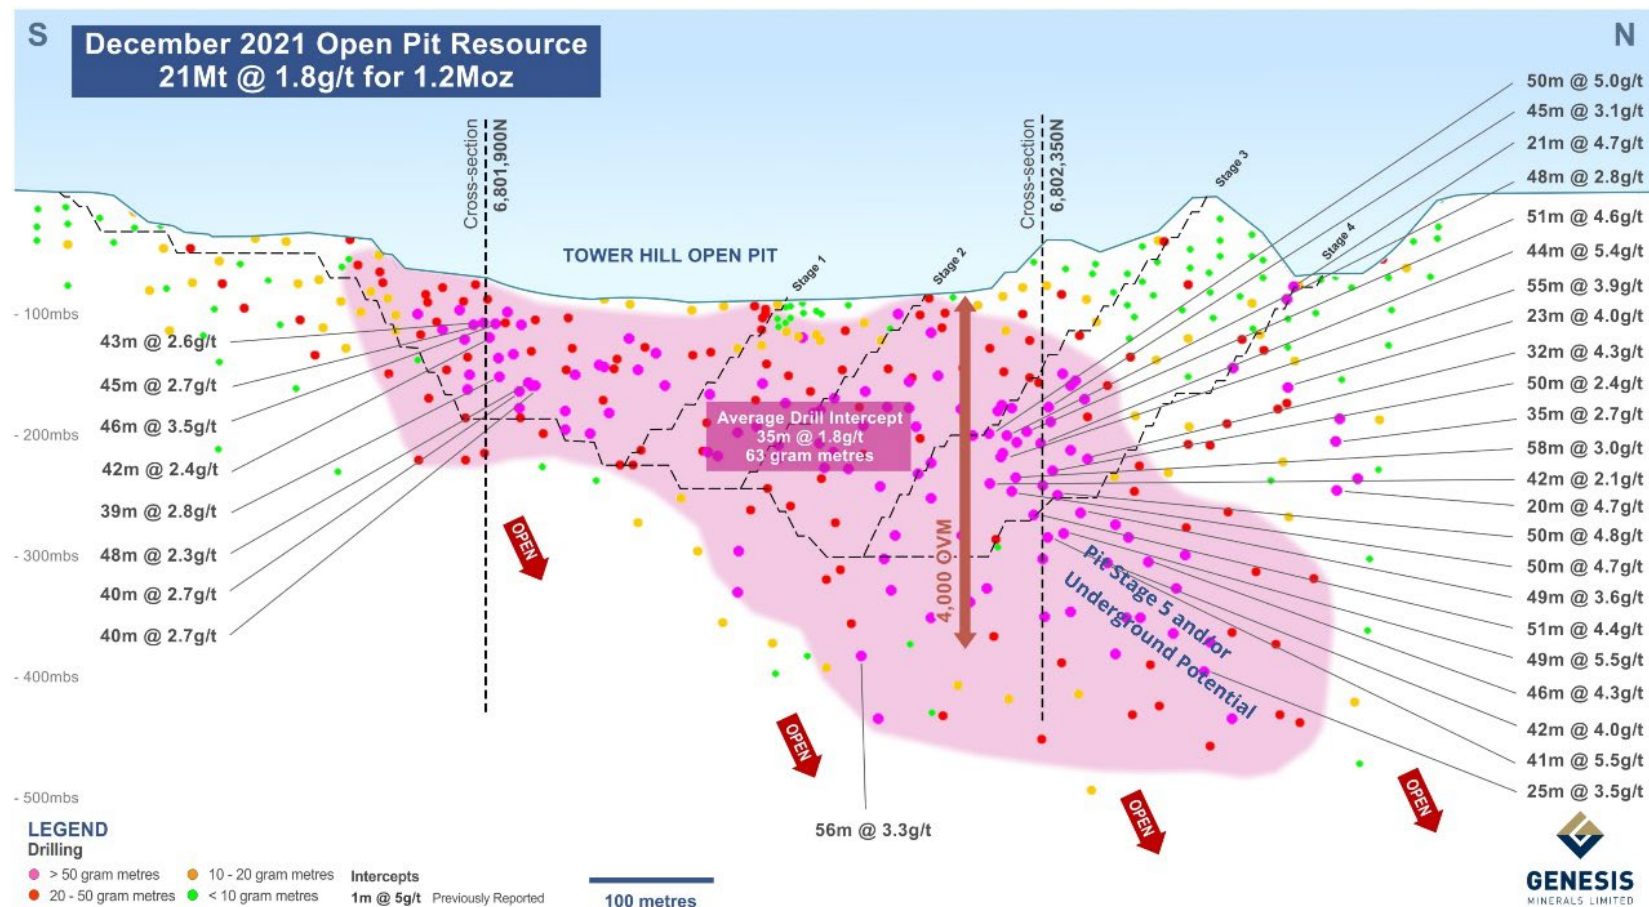 S
N
December 2021 Open Pit Resource
21Mt @ 1.8g/t for 1.2Moz
Cross-section
6,801,900N
Cross-section
6,802,350N
TOWER HILL OPEN PIT
Stage 1
Stage 2
Stage 3
Stage 4
- 100mbs
- 200mbs
- 300mbs
- 400mbs
- 500mbs
43m @ 2.6g/t
45m @ 2.7g/t
46m @ 3.5g/t
42m @ 2.4g/t
39m @ 2.8g/t
48m @ 2.3g/t
40m @ 2.7g/t
40m @ 2.7g/t
Average Drill Intercept
35m @ 1.8g/t
63 gram metres
4,000 OVM
Pit Stage 5 and/or
Underground Potential
OPEN
OPEN
OPEN
OPEN
56m @ 3.3g/t
50m @ 5.0g/t
45m @ 3.1g/t
21m @ 4.7g/t
48m @ 2.8g/t
51m @ 4.6g/t
44m @ 5.4g/t
55m @ 3.9g/t
23m @ 4.0g/t
32m @ 4.3g/t
50m @ 2.4g/t
35m @ 2.7g/t
58m @ 3.0g/t
42m @ 2.1g/t
20m @ 4.7g/t
50m @ 4.8g/t
50m @ 4.7g/t
49m @ 3.6g/t
51m @ 4.4g/t
49m @ 5.5g/t
46m @ 4.3g/t
42m @ 4.0g/t
41m @ 5.5g/t
25m @ 3.5g/t
LEGEND
Drilling
> 50 gram metres
20 - 50 gram metres
10 - 20 gram metres
< 10 gram metres
Intercepts
1m @ 5g/t Previously Reported
100 metres
GENESIS
MINERALS LIMITED